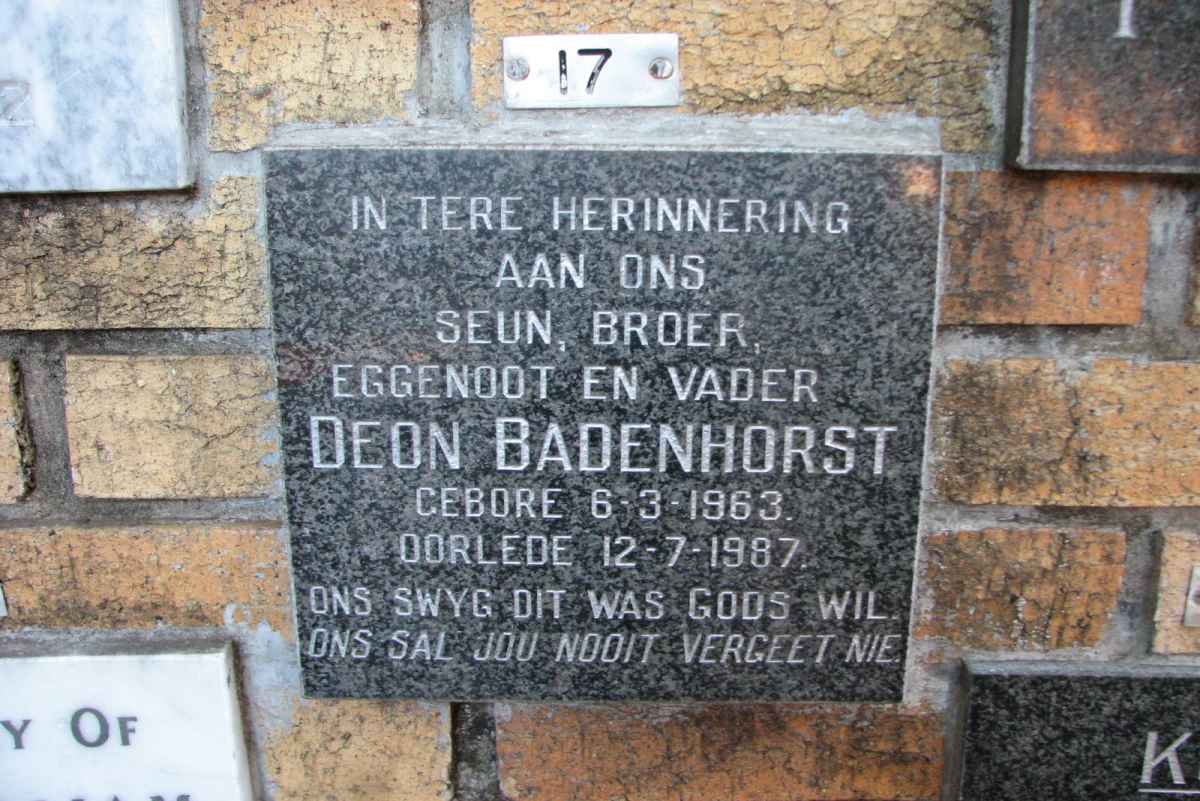 2
17
IN TERE HERINNERING
AAN ONS
SEUN, BROER,
EGGENOOT EN VADER
DEON BADENHORST
GEBORE 6-3-1963.
OORLEDE 12-7-1987.
ONS SWYG DIT WAS GODS WIL.
ONS SAL JOU NOOIT VERGEET NIE.
Y OF
K